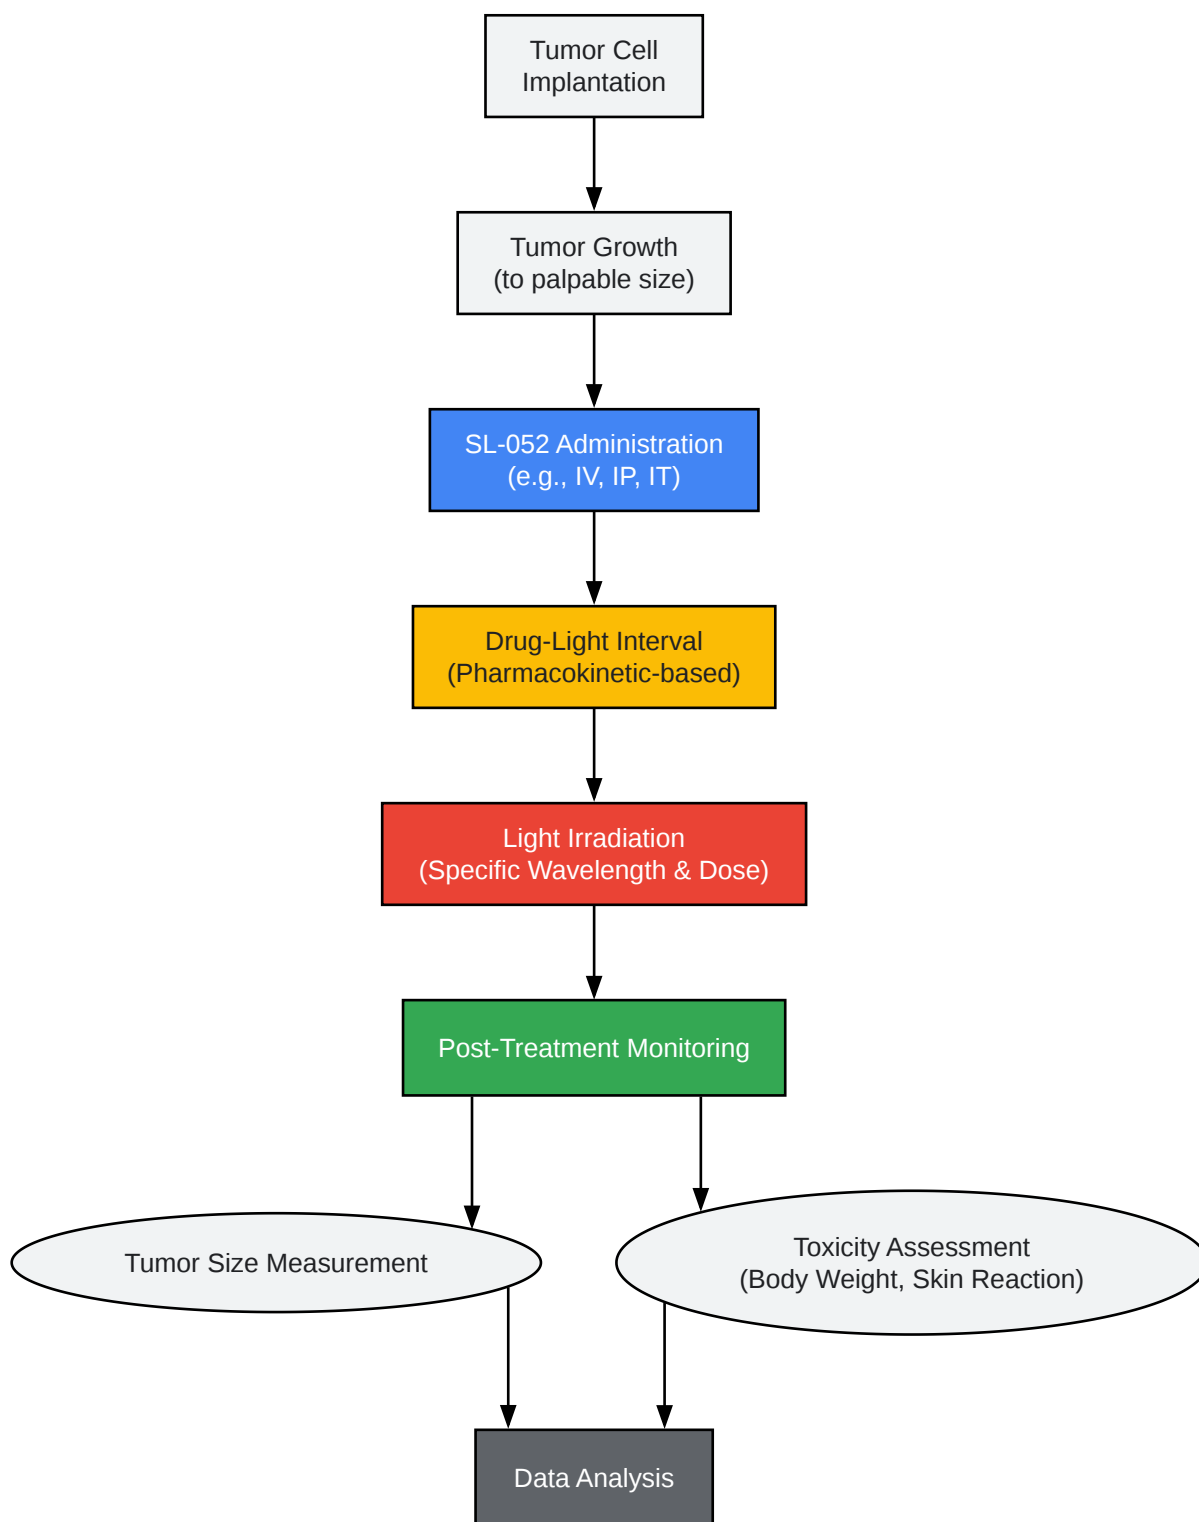 Tumor Cell
Implantation
Tumor Growth
(to palpable size)
SL-052 Administration
(e.g., IV, IP, IT)
Drug-Light Interval
(Pharmacokinetic-based)
Light Irradiation
(Specific Wavelength & Dose)
Post-Treatment Monitoring
Tumor Size Measurement
Toxicity Assessment
(Body Weight, Skin Reaction)
Data Analysis